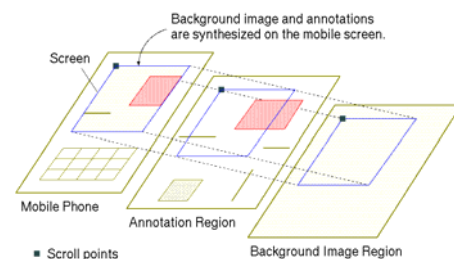 Background image and annotations
are synthesized on the mobile screen.
Screen
Mobile Phone
Annotation Region
Background Image Region
Scroll points